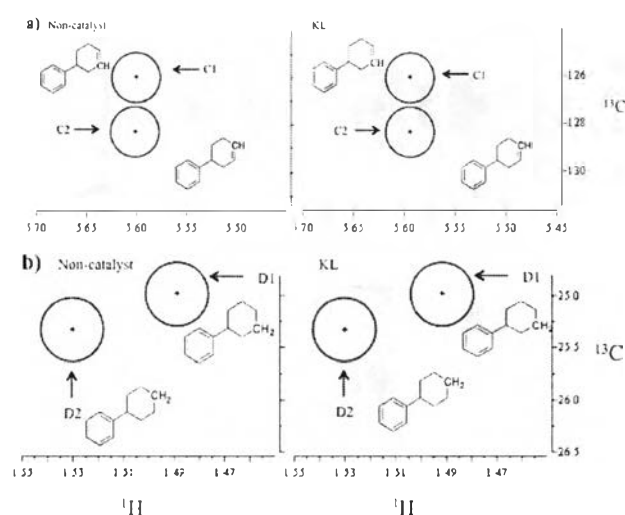 a) Non-catalyst
KL
CH
C1
C2
CH
CH
C1
C2
CH
126
128
130
13C
5.70 5.65 5.60 5.55 5.50
5.70 5.65 5.60 5.55 5.50 5.45
b) Non-catalyst
KL
D1
D2
CH2
CH2
D1
D2
CH2
CH2
25.0
25.5
26.0
26.5
13C
1.55 1.53 1.51 1.47 1.47
1.55 1.53 1.51 1.49 1.47
1H
1H